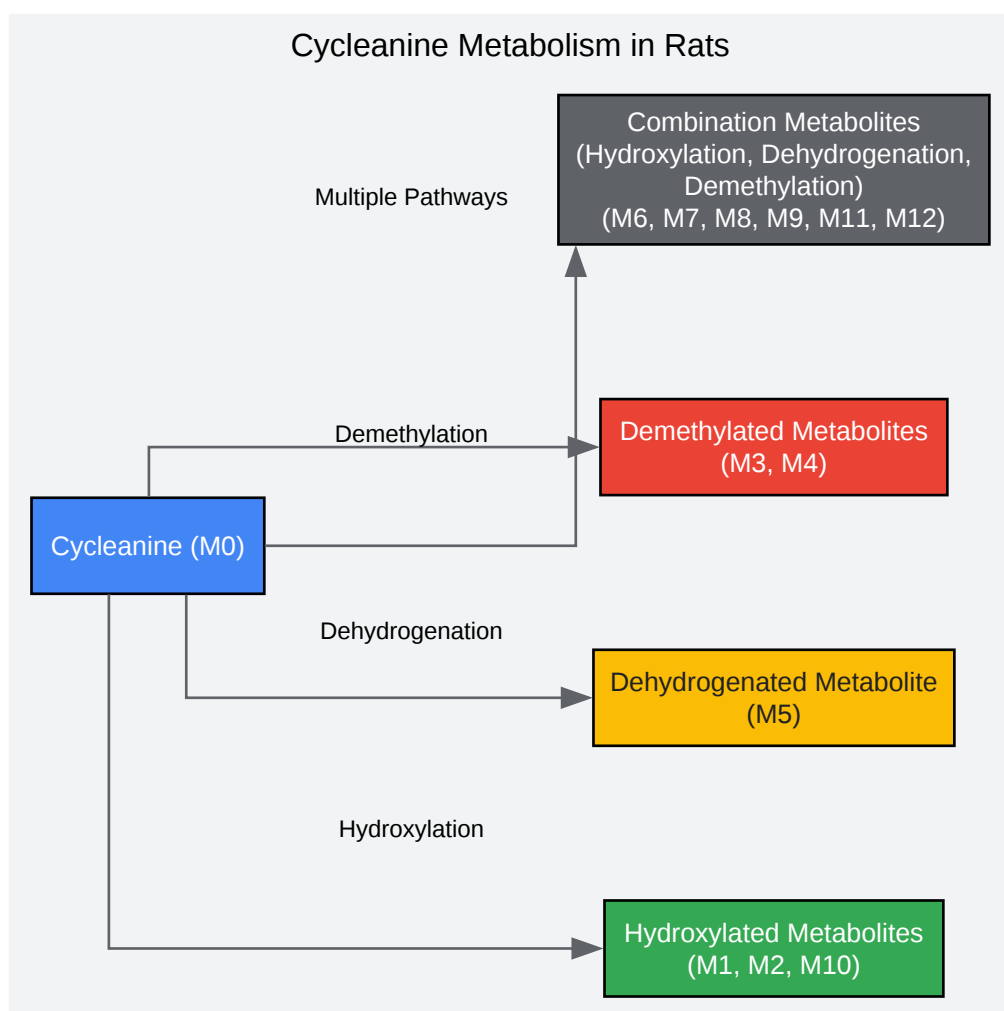 Cycleanine Metabolism in Rats
Combination Metabolites
(Hydroxylation, Dehydrogenation,
Demethylation)
(M6, M7, M8, M9, M11, M12)
Multiple Pathways
Demethylation
Demethylated Metabolites
(M3, M4)
Cycleanine (M0)
Dehydrogenation
Dehydrogenated Metabolite
(M5)
Hydroxylation
Hydroxylated Metabolites
(M1, M2, M10)